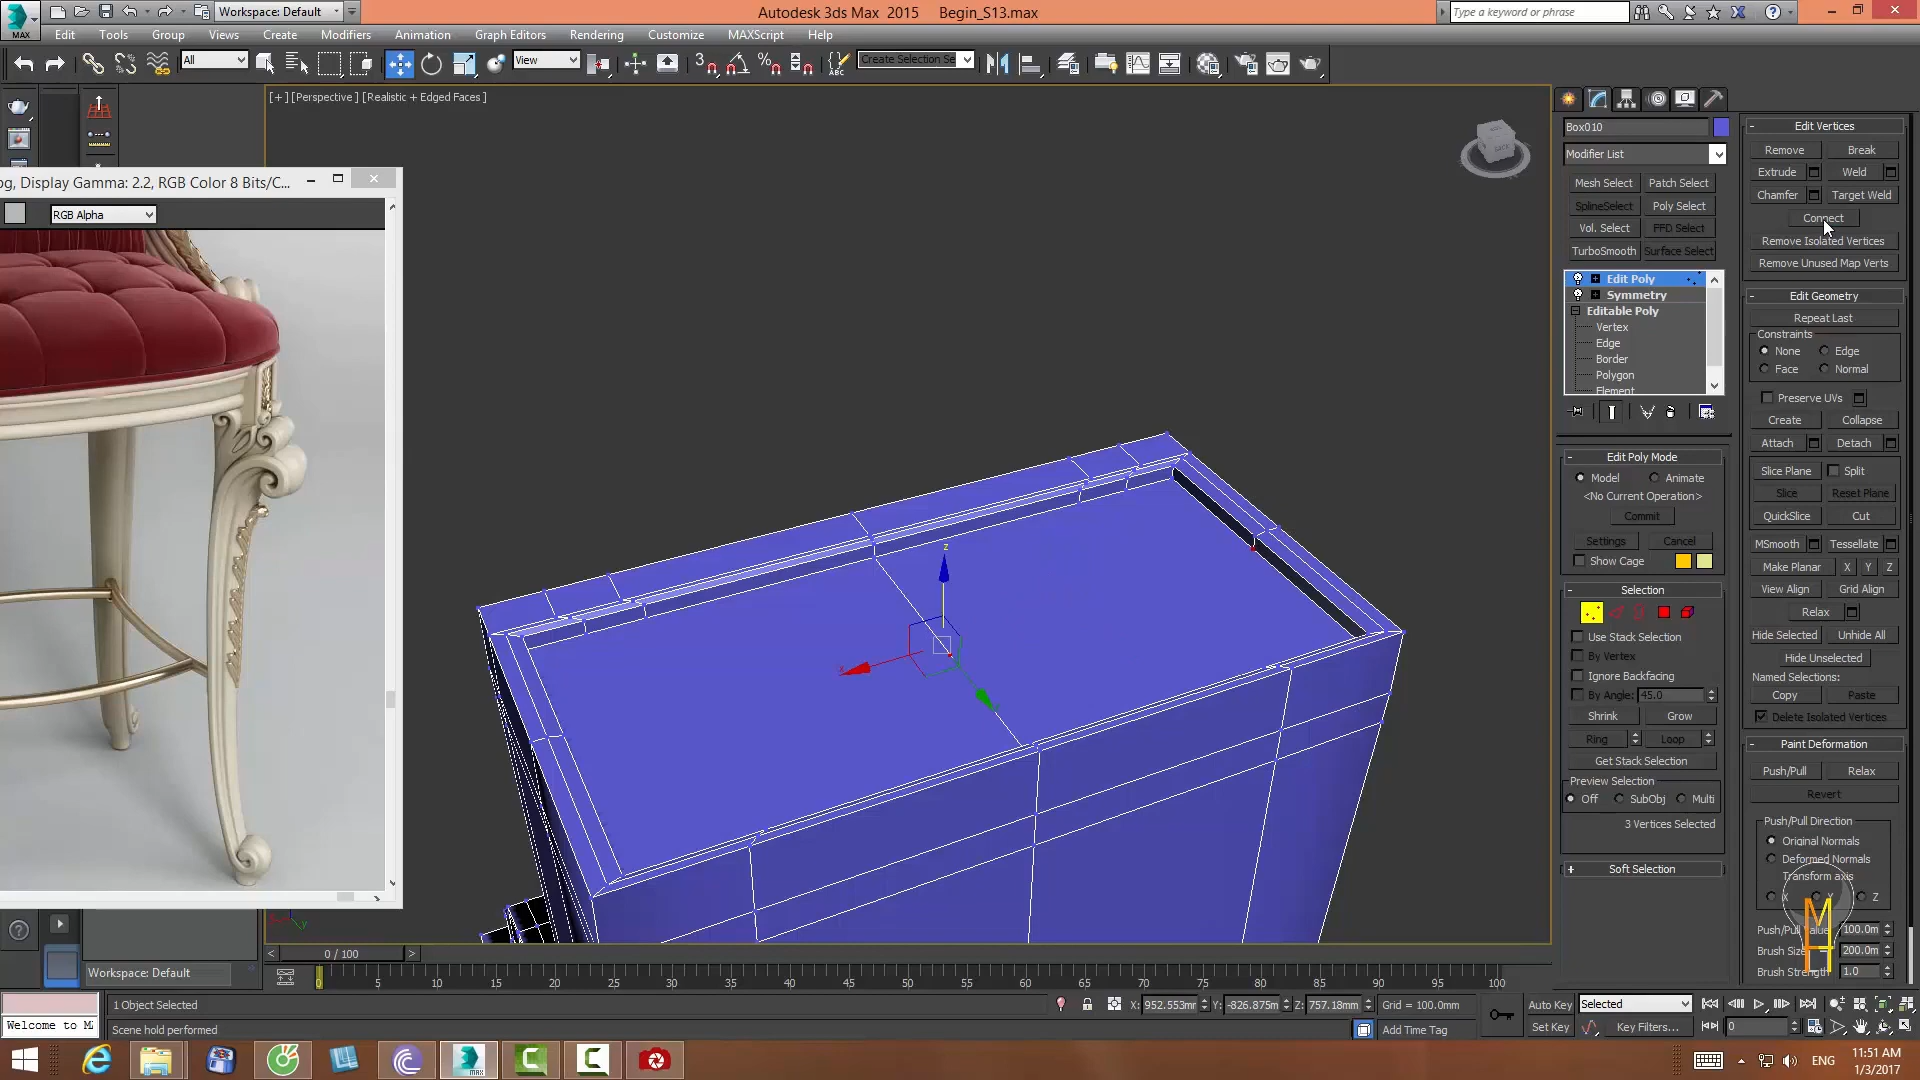 Workspace: Default
Autodesk 3ds Max 2015 Begin_S13.max
Type a keyword or phrase
MAX
Edit Tools Group Views Create Modifiers Animation Graph Editors Rendering Customize MAXScript Help
All
View
Create Selection Se
[+] [Perspective] [Realistic + Edged Faces]
og, Display Gamma: 2.2, RGB Color 8 Bits/C...
RGB Alpha
Box010
Modifier List
Mesh Select Patch Select
SplineSelect Poly Select
Vol. Select FFD Select
TurboSmooth Surface Select
Edit Poly
Symmetry
Editable Poly
Vertex
Edge
Border
Polygon
Element
Edit Poly Mode
Model Animate
<No Current Operation>
Commit
Settings Cancel
Show Cage
Selection
Use Stack Selection
By Vertex
Ignore Backfacing
By Angle: 45.0
Shrink Grow
Ring Loop
Get Stack Selection
Preview Selection
Off SubObj Multi
3 Vertices Selected
Soft Selection
Edit Vertices
Remove Break
Extrude Weld
Chamfer Target Weld
Connect
Remove Isolated Vertices
Remove Unused Map Verts
Edit Geometry
Repeat Last
Constraints
None Edge
Face Normal
Preserve UVs
Create Collapse
Attach Detach
Slice Plane Split
Slice Reset Plane
QuickSlice Cut
MSmooth Tessellate
Make Planar X Y Z
View Align Grid Align
Relax
Hide Selected Unhide All
Hide Unselected
Named Selections:
Copy Paste
Delete Isolated Vertices
Paint Deformation
Push/Pull Relax
Revert
Push/Pull Direction
Original Normals
Deformed Normals
Transform axis
X Y Z
Push/Pull Value 100.0m
Brush Size 200.0m
Brush Strength 1.0
0 / 100
Workspace: Default
0 5 10 15 20 25 30 35 40 45 50 55 60 65 70 75 80 85 90 95 100
1 Object Selected
X: 952.553mm Y: -826.875m Z: 757.18mm Grid = 100.0mm
Auto Key Selected
Welcome to M
Scene hold performed
Add Time Tag
Set Key Key Filters... 0
ENG
11:51 AM
1/3/2017